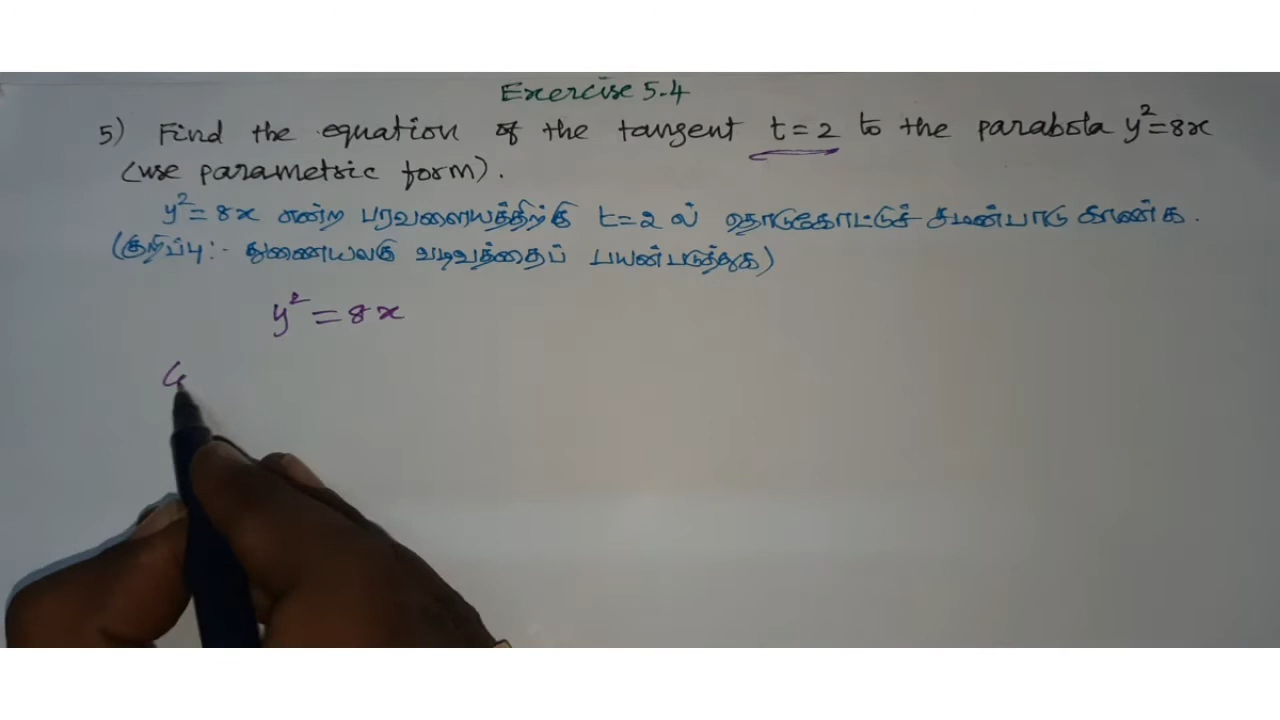 Exercise 5.4
5) Find the equation of the tangent t = 2 to the parabola y² = 8x
(use parametric form).
y² = 8x என்ற பரவளையத்திற்கு t = 2 ல் தொடுகோட்டுச் சமன்பாடு காண்க.
(குறிப்பு:- துணையலகு வடிவத்தைப் பயன்படுத்துக)
y² = 8x